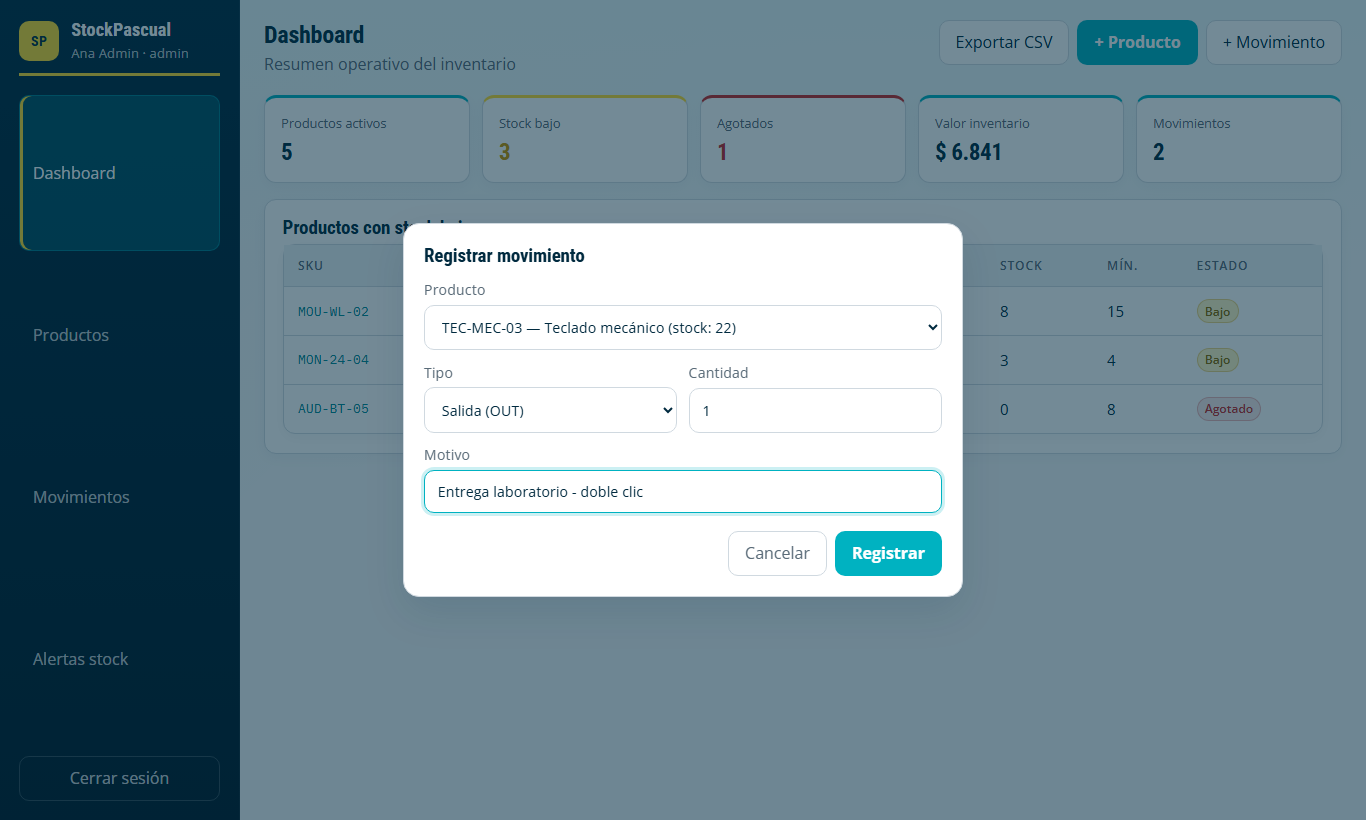 SP
StockPascual
Ana Admin · admin
Dashboard
Productos
Movimientos
Alertas stock
Cerrar sesión
Dashboard
Resumen operativo del inventario
Exportar CSV
+ Producto
+ Movimiento
Productos activos
5
Stock bajo
3
Agotados
1
Valor inventario
$ 6.841
Movimientos
2
Productos con
SKU STOCK MÍN. ESTADO
MOU-WL-02 8 15 Bajo
MON-24-04 3 4 Bajo
AUD-BT-05 0 8 Agotado
Registrar movimiento
Producto
TEC-MEC-03 — Teclado mecánico (stock: 22)
Tipo Cantidad
Salida (OUT) 1
Motivo
Entrega laboratorio - doble clic
Cancelar Registrar